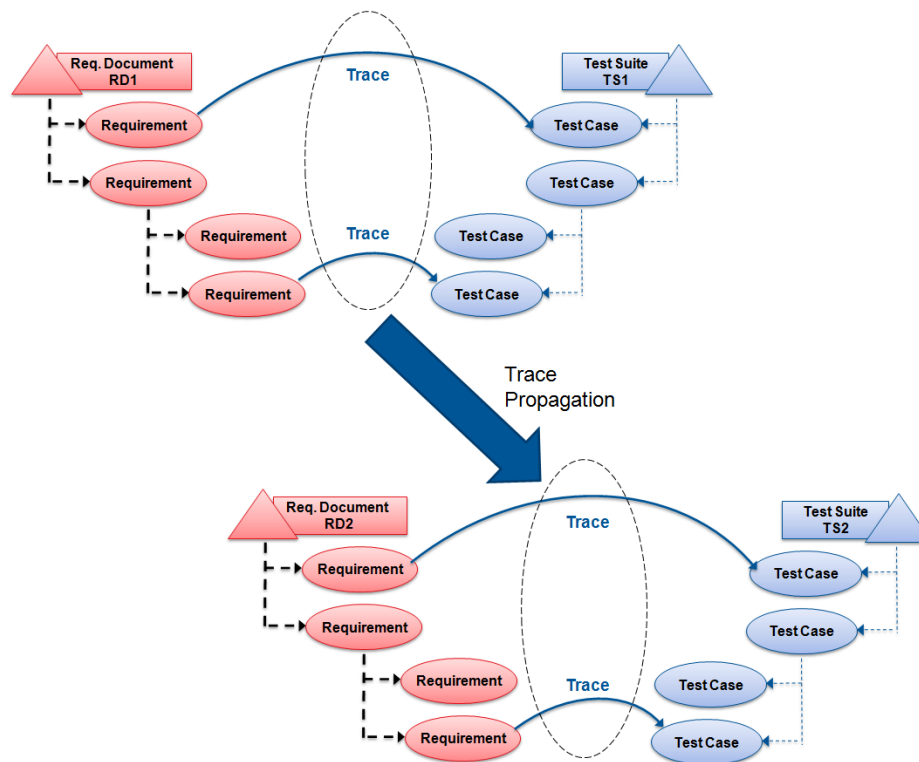 Req. Document
RD1
Trace
Test Suite
TS1
Requirement
Test Case
Requirement
Test Case
Requirement
Trace
Test Case
Requirement
Test Case
Trace
Propagation
Req. Document
RD2
Trace
Test Suite
TS2
Requirement
Test Case
Requirement
Test Case
Requirement
Trace
Test Case
Requirement
Test Case